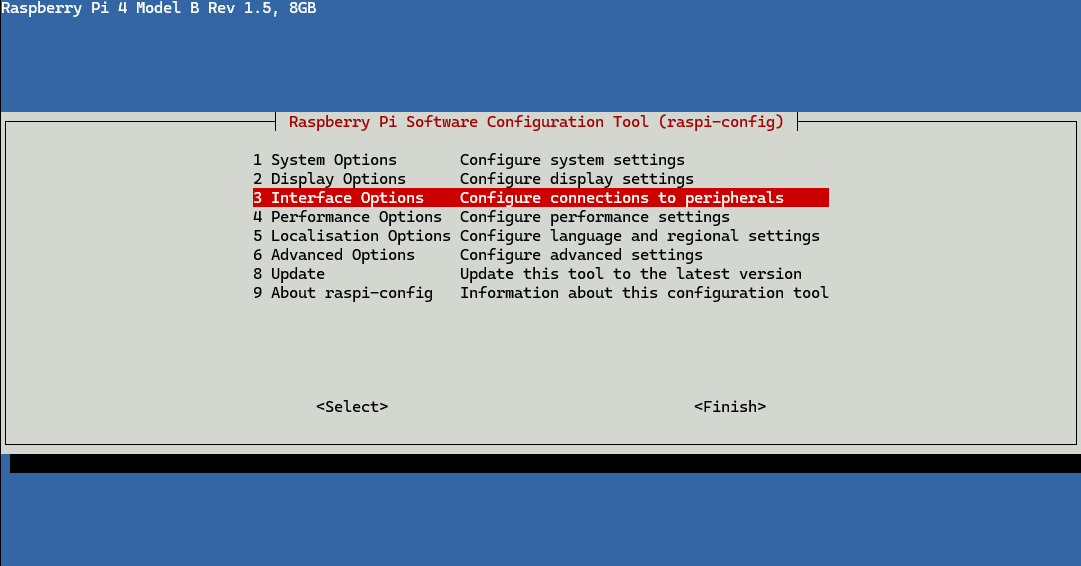 Raspberry Pi 4 Model B Rev 1.5, 8GB
Raspberry Pi Software Configuration Tool (raspi-config)
1 System Options Configure system settings
2 Display Options Configure display settings
3 Interface Options Configure connections to peripherals
4 Performance Options Configure performance settings
5 Localisation Options Configure language and regional settings
6 Advanced Options Configure advanced settings
8 Update Update this tool to the latest version
9 About raspi-config Information about this configuration tool
<Select> <Finish>